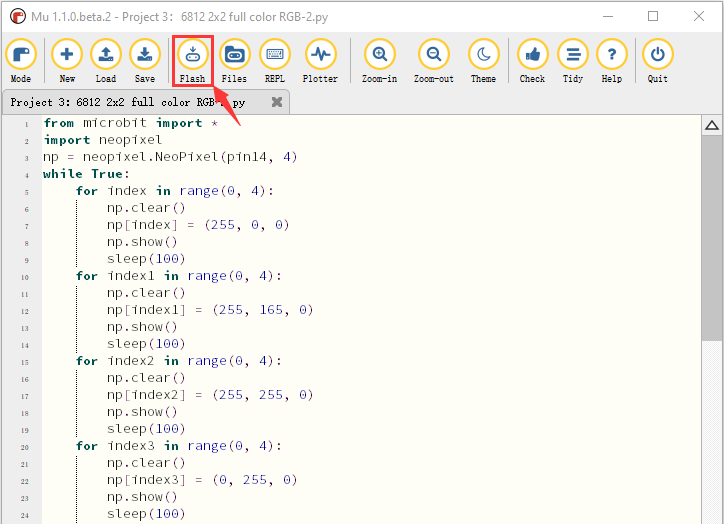 Mu 1.1.0.beta.2 - Project 3: 6812 2x2 full color RGB-2.py
Mode New Load Save Flash Files REPL Plotter Zoom-in Zoom-out Theme Check Tidy Help Quit
Project 3: 6812 2x2 full color RGB-2.py
1 from microbit import *
2 import neopixel
3 np = neopixel.NeoPixel(pin14, 4)
4 while True:
5     for index in range(0, 4):
6         np.clear()
7         np[index] = (255, 0, 0)
8         np.show()
9         sleep(100)
10     for index1 in range(0, 4):
11         np.clear()
12         np[index1] = (255, 165, 0)
13         np.show()
14         sleep(100)
15     for index2 in range(0, 4):
16         np.clear()
17         np[index2] = (255, 255, 0)
18         np.show()
19         sleep(100)
20     for index3 in range(0, 4):
21         np.clear()
22         np[index3] = (0, 255, 0)
23         np.show()
24         sleep(100)